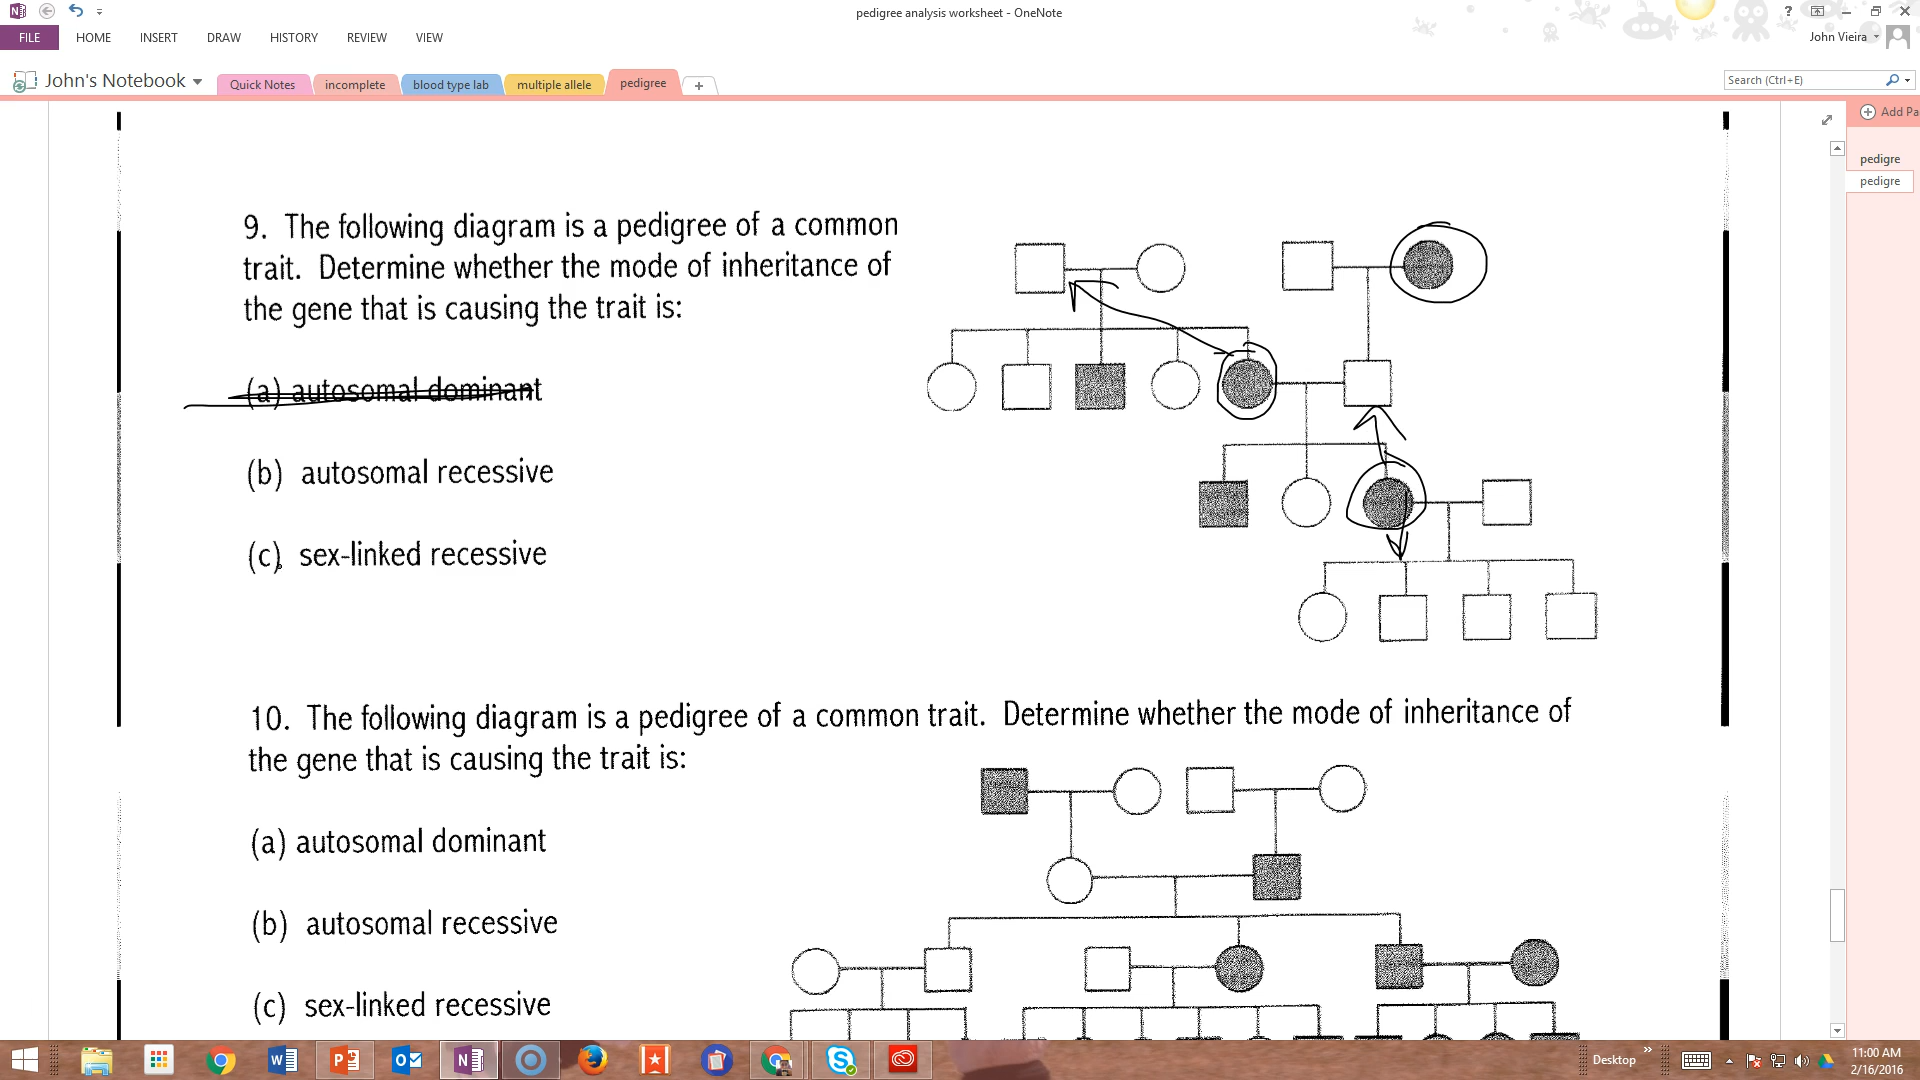 pedigree analysis worksheet - OneNote
?
FILE
HOME
INSERT
DRAW
HISTORY
REVIEW
VIEW
John Vieira
John's Notebook
Quick Notes
incomplete
blood type lab
multiple allele
pedigree
+
Search (Ctrl+E)
Add Pa
pedigre
pedigre
9. The following diagram is a pedigree of a common
trait. Determine whether the mode of inheritance of
the gene that is causing the trait is:
(a) autosomal dominant
(b) autosomal recessive
(c) sex-linked recessive
10. The following diagram is a pedigree of a common trait. Determine whether the mode of inheritance of
the gene that is causing the trait is:
(a) autosomal dominant
(b) autosomal recessive
(c) sex-linked recessive
Desktop
11:00 AM
2/16/2016